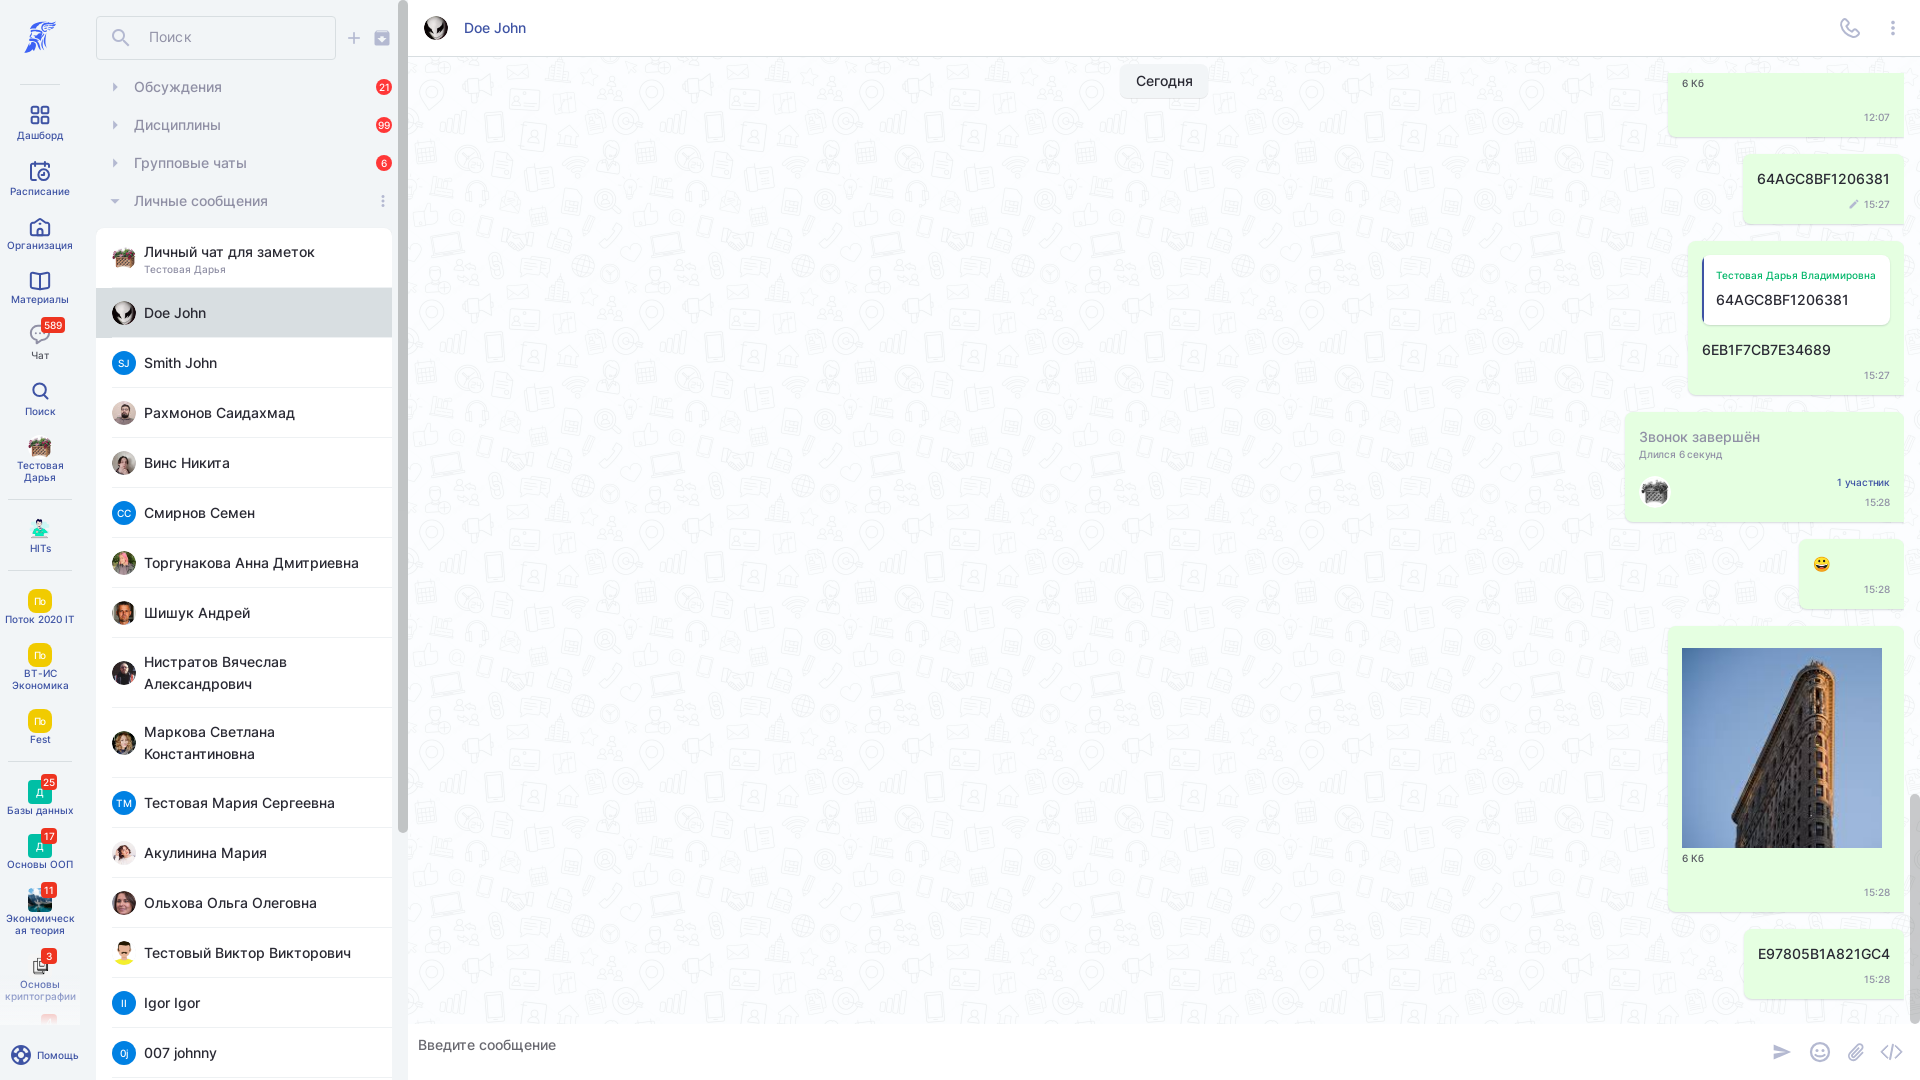 Дашборд
Расписание
Организация
Материалы
589
Чат
Поиск
Тестовая
Дарья
HITs
По
Поток 2020 IT
По
ВТ-ИС
Экономика
По
Fest
25
Д
Базы данных
17
Д
Основы ООП
11
Экономическ
ая теория
3
Основы
криптографии
Помощь
Поиск
Обсуждения
21
Дисциплины
99
Групповые чаты
6
Личные сообщения
Личный чат для заметок
Тестовая Дарья
Doe John
SJ
Smith John
Рахмонов Саидахмад
Винс Никита
СС
Смирнов Семен
Торгунакова Анна Дмитриевна
Шишук Андрей
Нистратов Вячеслав
Александрович
Маркова Светлана
Константиновна
ТМ
Тестовая Мария Сергеевна
Акулинина Мария
Ольхова Ольга Олеговна
Тестовый Виктор Викторович
II
Igor Igor
0j
007 johnny
Doe John
Сегодня
6 Кб
12:07
64AGC8BF1206381
15:27
Тестовая Дарья Владимировна
64AGC8BF1206381
6EB1F7CB7E34689
15:27
Звонок завершён
Длился 6 секунд
1 участник
15:28
15:28
6 Кб
15:28
E97805B1A821GC4
15:28
Введите сообщение